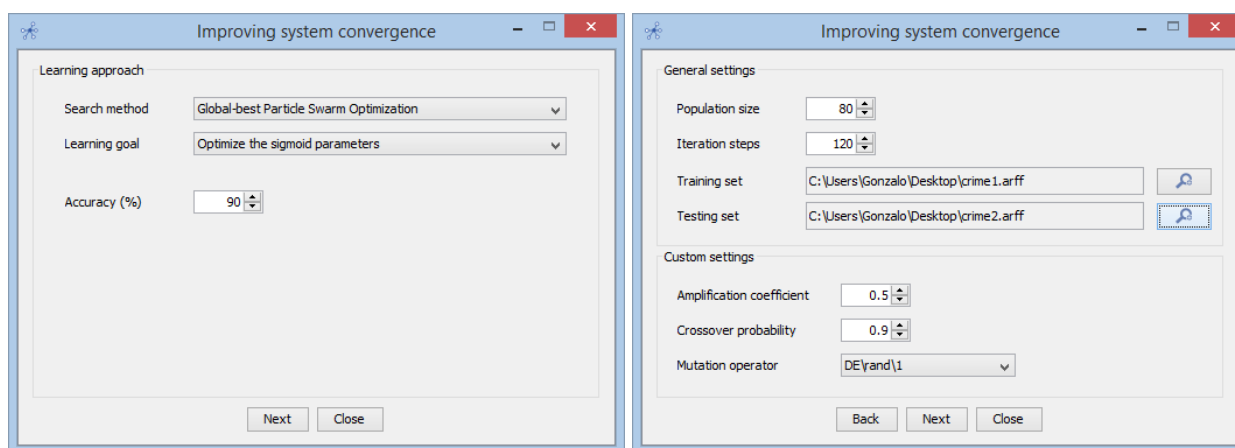 Improving system convergence
Learning approach
Search method Global-best Particle Swarm Optimization
Learning goal Optimize the sigmoid parameters
Accuracy (%) 90
Next Close
Improving system convergence
General settings
Population size 80
Iteration steps 120
Training set C:\Users\Gonzalo\Desktop\crime1.arff
Testing set C:\Users\Gonzalo\Desktop\crime2.arff
Custom settings
Amplification coefficient 0.5
Crossover probability 0.9
Mutation operator DE\rand\1
Back Next Close